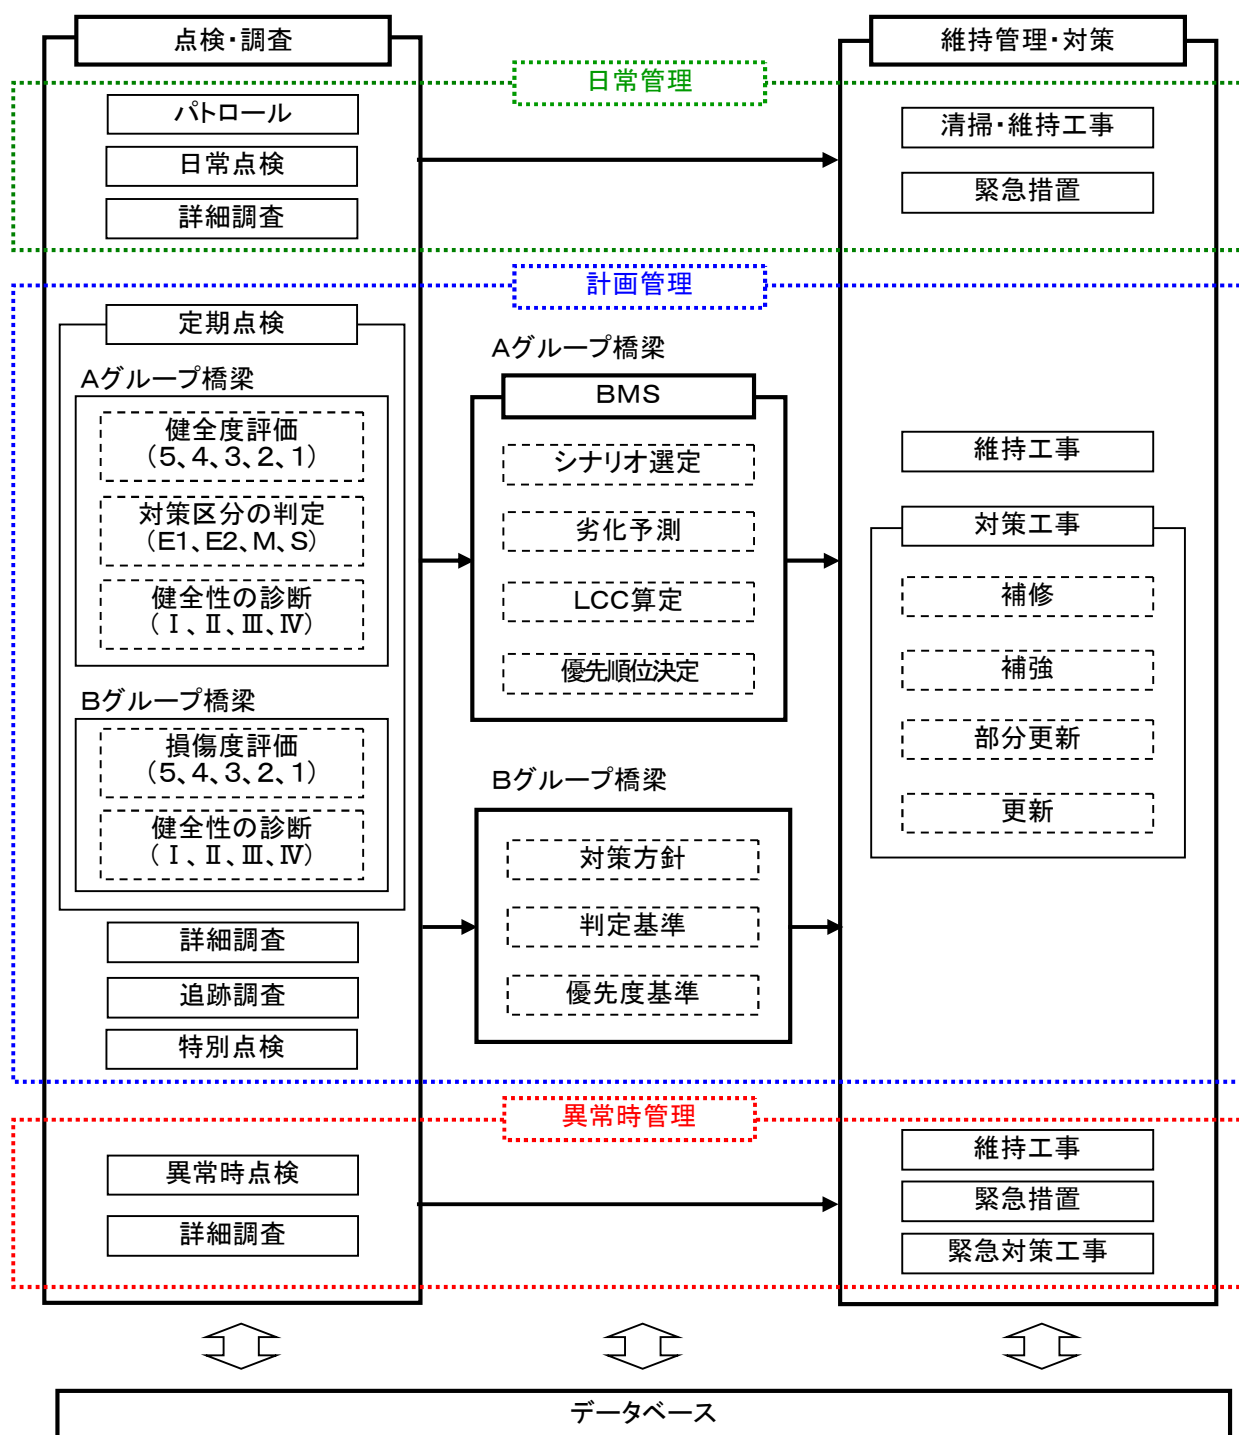 点検・調査
維持管理・対策
日常管理
パトロール
日常点検
詳細調査
清掃・維持工事
緊急措置
計画管理
定期点検
Aグループ橋梁
健全度評価
(5、4、3、2、1)
対策区分の判定
(E1、E2、M、S)
健全性の診断
(Ⅰ、Ⅱ、Ⅲ、Ⅳ)
Bグループ橋梁
損傷度評価
(5、4、3、2、1)
健全性の診断
(Ⅰ、Ⅱ、Ⅲ、Ⅳ)
詳細調査
追跡調査
特別点検
Aグループ橋梁
BMS
シナリオ選定
劣化予測
LCC算定
優先順位決定
Bグループ橋梁
対策方針
判定基準
優先度基準
維持工事
対策工事
補修
補強
部分更新
更新
異常時管理
異常時点検
詳細調査
維持工事
緊急措置
緊急対策工事
データベース